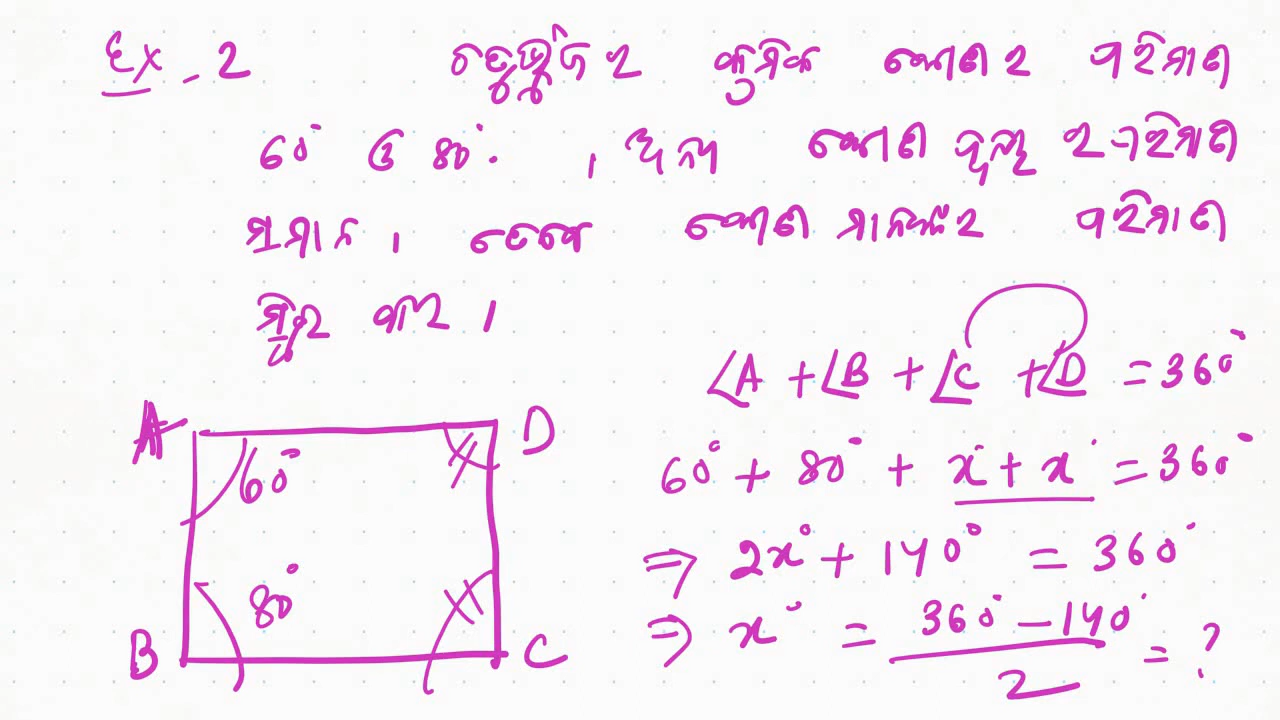 Ex - 2 ଚତୁର୍ଭୁଜର କ୍ରମିକ କୋଣର ପରିମାଣ
60° ଓ 80° . , ଅନ୍ୟ କୋଣ ଦ୍ୱୟର ପରିମାଣ
ସମାନ । ତେବେ କୋଣ ମାନଙ୍କର ପରିମାଣ
ସ୍ଥିର କର ।
∠A + ∠B + ∠C + ∠D = 360°
60° + 80° + x° + x° = 360°
⇒ 2x° + 140° = 360°
⇒ x° = (360° - 140°)/2 = ?
A
D
60°
80°
B
C